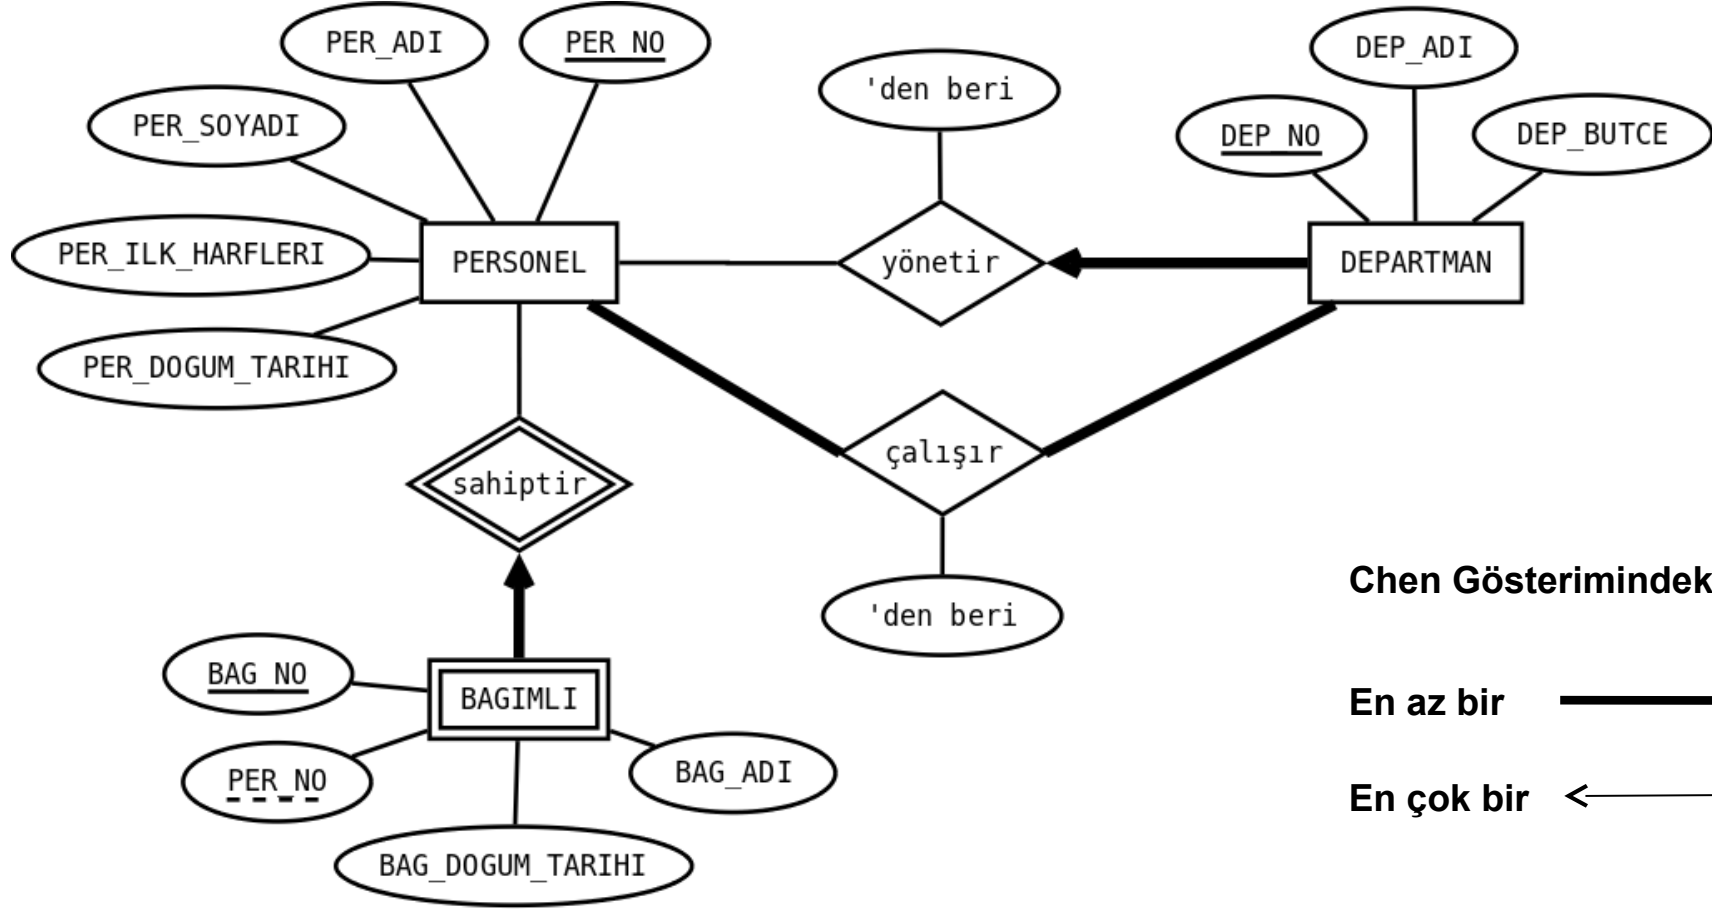 PER_ADI
PER_NO
DEP_ADI
'den beri
PER_SOYADI
DEP_NO
DEP_BUTCE
PER_ILK_HARFLERI
PERSONEL
yönetir
DEPARTMAN
PER_DOGUM_TARIHI
çalışır
sahiptir
Chen Gösterimindek
'den beri
BAG_NO
BAGIMLI
En az bir
PER_NO
BAG_ADI
En çok bir
BAG_DOGUM_TARIHI